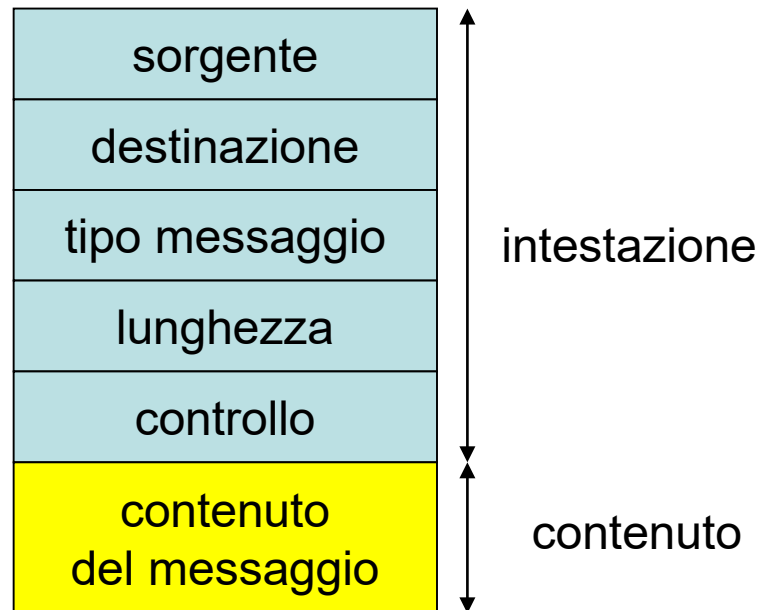 sorgente
destinazione
tipo messaggio
intestazione
lunghezza
controllo
contenuto
del messaggio
contenuto